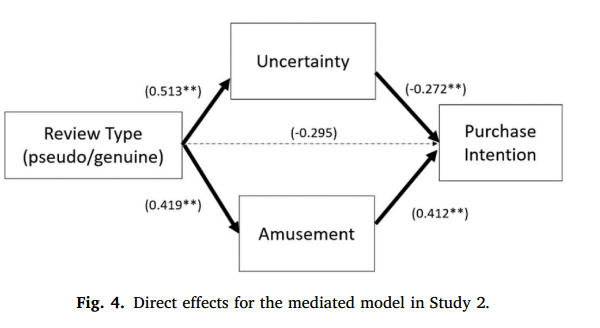 Uncertainty
(0.513**)
(-0.272**)
Review Type
(pseudo/genuine)
(-0.295)
Purchase
Intention
(0.419**)
(0.412**)
Amusement
Fig. 4. Direct effects for the mediated model in Study 2.